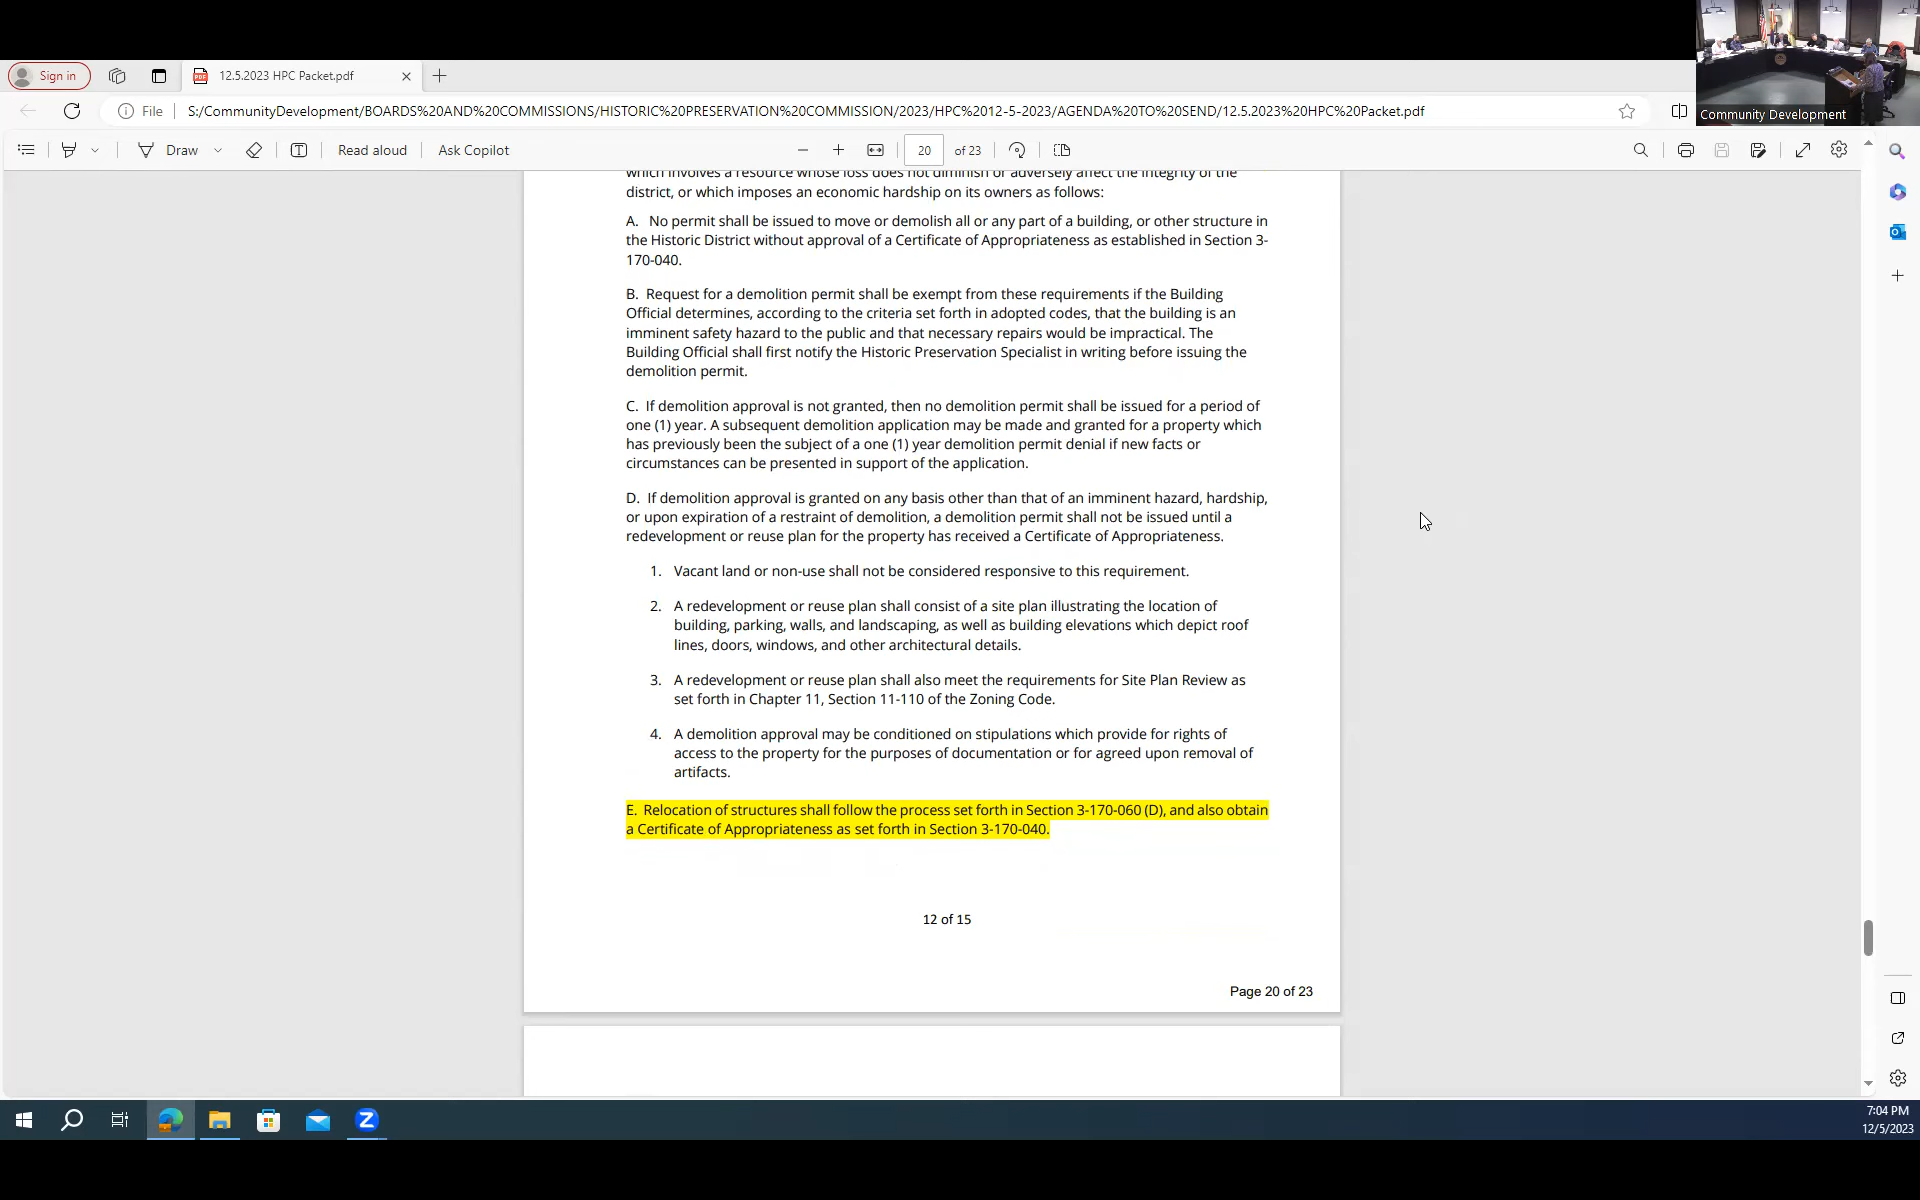 Sign in
12.5.2023 HPC Packet.pdf
File
S:/CommunityDevelopment/BOARDS%20AND%20COMMISSIONS/HISTORIC%20PRESERVATION%20COMMISSION/2023/HPC%2012-5-2023/AGENDA%20TO%20SEND/12.5.2023%20HPC%20Packet.pdf
Community Development
Draw
Read aloud
Ask Copilot
20
of 23
which involves a resource whose loss does not diminish or adversely affect the integrity of the
district, or which imposes an economic hardship on its owners as follows:
A. No permit shall be issued to move or demolish all or any part of a building, or other structure in
the Historic District without approval of a Certificate of Appropriateness as established in Section 3-
170-040.
B. Request for a demolition permit shall be exempt from these requirements if the Building
Official determines, according to the criteria set forth in adopted codes, that the building is an
imminent safety hazard to the public and that necessary repairs would be impractical. The
Building Official shall first notify the Historic Preservation Specialist in writing before issuing the
demolition permit.
C. If demolition approval is not granted, then no demolition permit shall be issued for a period of
one (1) year. A subsequent demolition application may be made and granted for a property which
has previously been the subject of a one (1) year demolition permit denial if new facts or
circumstances can be presented in support of the application.
D. If demolition approval is granted on any basis other than that of an imminent hazard, hardship,
or upon expiration of a restraint of demolition, a demolition permit shall not be issued until a
redevelopment or reuse plan for the property has received a Certificate of Appropriateness.
1. Vacant land or non-use shall not be considered responsive to this requirement.
2. A redevelopment or reuse plan shall consist of a site plan illustrating the location of
building, parking, walls, and landscaping, as well as building elevations which depict roof
lines, doors, windows, and other architectural details.
3. A redevelopment or reuse plan shall also meet the requirements for Site Plan Review as
set forth in Chapter 11, Section 11-110 of the Zoning Code.
4. A demolition approval may be conditioned on stipulations which provide for rights of
access to the property for the purposes of documentation or for agreed upon removal of
artifacts.
E. Relocation of structures shall follow the process set forth in Section 3-170-060 (D), and also obtain
a Certificate of Appropriateness as set forth in Section 3-170-040.
12 of 15
Page 20 of 23
7:04 PM
12/5/2023